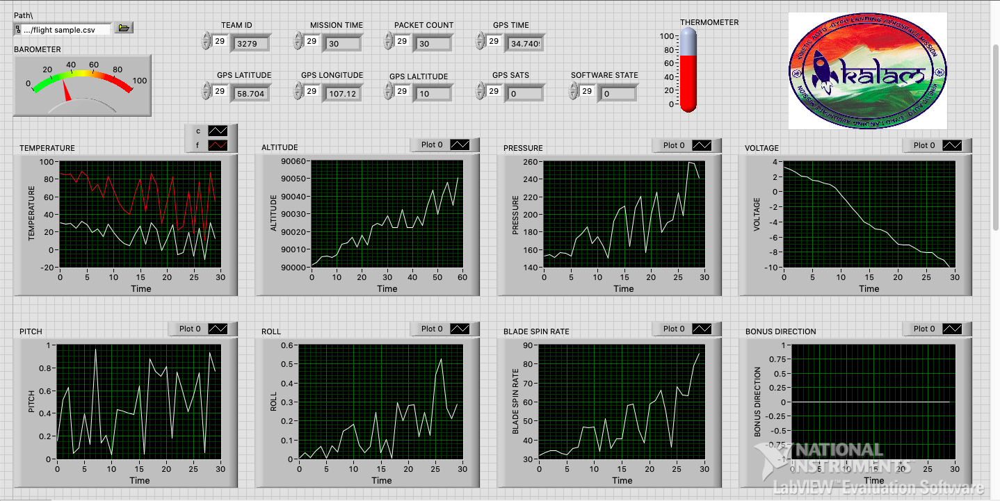 Path\
.../flight sample.csv
BAROMETER
0 20 40 60 80 100
TEAM ID
29 3279
MISSION TIME
29 30
PACKET COUNT
29 30
GPS TIME
29 34.740
GPS LATITUDE
29 58.704
GPS LONGITUDE
29 107.12
GPS LALTITUDE
29 10
GPS SATS
29 0
SOFTWARE STATE
29 0
THERMOMETER
100
80
60
40
20
0
KINETIC AUTO -GYRO LANDING AEROSPACE MISSION
kalam
KINETIC AUTO -GYRO LANDING AEROSPACE MISSION
c
f
TEMPERATURE
TEMPERATURE
100
80
60
40
20
0
-20
0 5 10 15 20 25 30
Time
Plot 0
ALTITUDE
ALTITUDE
90060
90050
90040
90030
90020
90010
90000
0 10 20 30 40 50 60
Time
Plot 0
PRESSURE
PRESSURE
260
240
220
200
180
160
140
0 5 10 15 20 25 30
Time
Plot 0
VOLTAGE
VOLTAGE
4
2
0
-2
-4
-6
-8
-10
0 5 10 15 20 25 30
Time
Plot 0
PITCH
PITCH
1
0.8
0.6
0.4
0.2
0
0 5 10 15 20 25 30
Time
Plot 0
ROLL
ROLL
0.6
0.5
0.4
0.3
0.2
0.1
0
0 5 10 15 20 25 30
Time
Plot 0
BLADE SPIN RATE
BLADE SPIN RATE
90
80
70
60
50
40
30
0 5 10 15 20 25 30
Time
Plot 0
BONUS DIRECTION
BONUS DIRECTION
1
0.75
0.5
0.25
0
-0.25
-0.5
-0.75
-1
0 5 10 15 20 25 30
Time
NATIONAL
INSTRUMENTS™
LabVIEW™ Evaluation Software